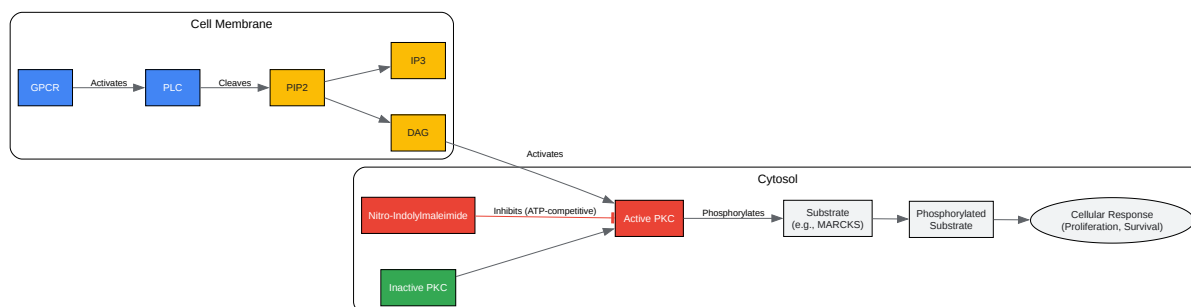 Cell Membrane
IP3
GPCR
Activates
PLC
Cleaves
PIP2
DAG
Activates
Cytosol
Nitro-Indolylmaleimide
Inhibits (ATP-competitive)
Active PKC
Phosphorylates
Substrate
(e.g., MARCKS)
Phosphorylated
Substrate
Cellular Response
(Proliferation, Survival)
Inactive PKC